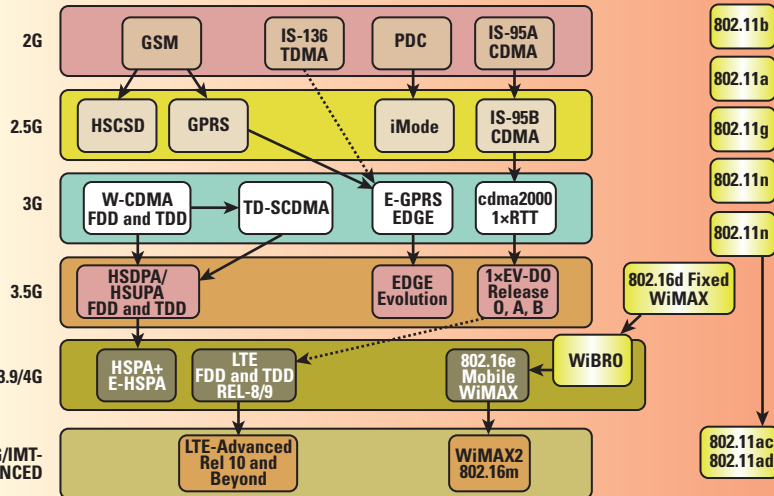 2G
GSM
IS-136
TDMA
PDC
IS-95A
CDMA
802.11b
802.11a
2.5G
HSCSD
GPRS
iMode
IS-95B
CDMA
802.11g
802.11n
3G
W-CDMA
FDD and TDD
TD-SCDMA
E-GPRS
EDGE
cdma2000
1×RTT
802.11n
3.5G
HSDPA/
HSUPA
FDD and TDD
EDGE
Evolution
1×EV-DO
Release
0, A, B
802.16d Fixed
WiMAX
3.9/4G
HSPA+
E-HSPA
LTE
FDD and TDD
REL-8/9
802.16e
Mobile
WiMAX
WiBRO
G/IMT-
NCED
LTE-Advanced
Rel 10 and
Beyond
WiMAX2
802.16m
802.11ac
802.11ad